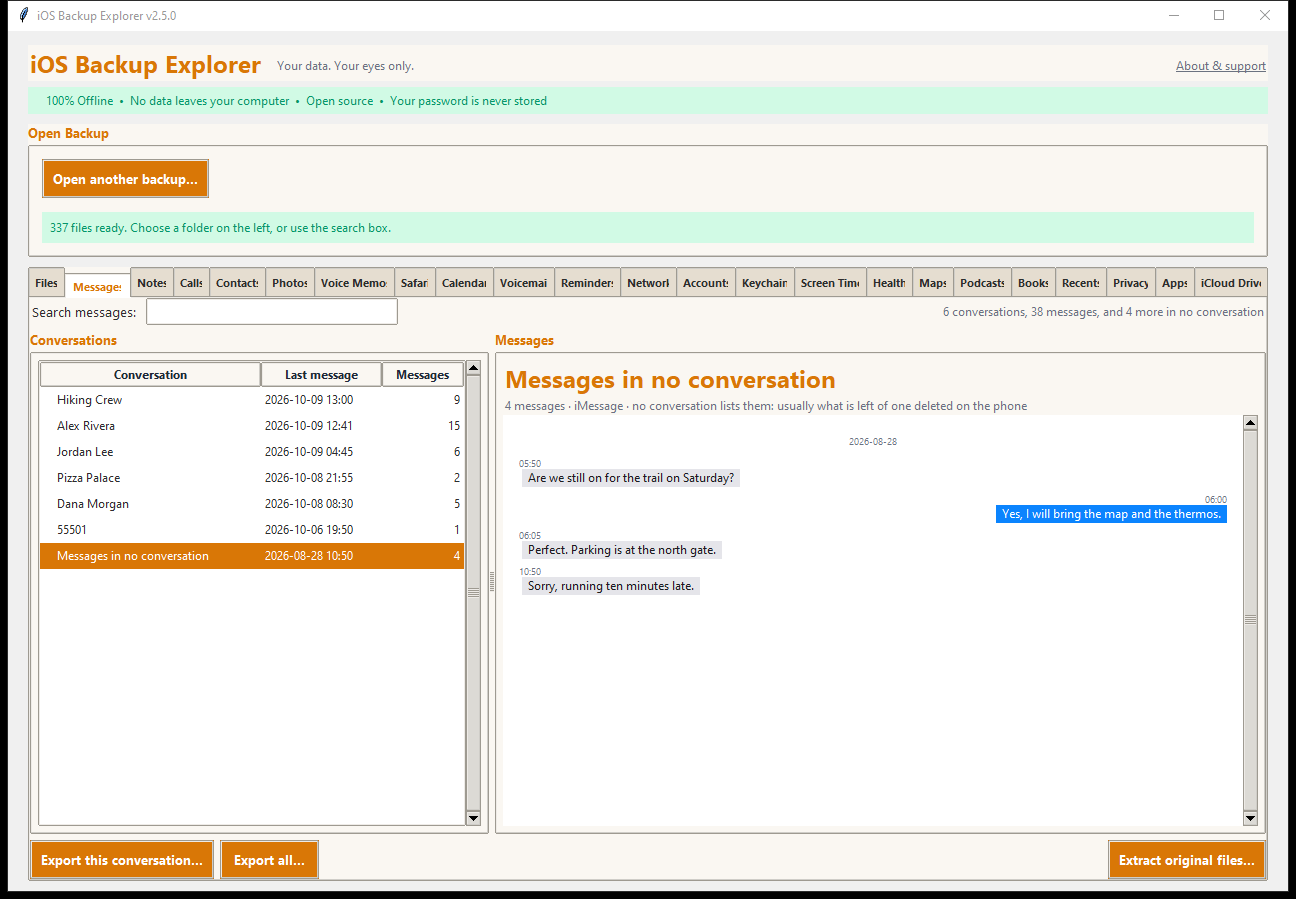 iOS Backup Explorer v2.5.0
iOS Backup Explorer Your data. Your eyes only. About & support
100% Offline • No data leaves your computer • Open source • Your password is never stored
Open Backup
Open another backup...
337 files ready. Choose a folder on the left, or use the search box.
Files Messages Notes Calls Contacts Photos Voice Memo Safari Calendar Voicemai Reminders Network Accounts Keychain Screen Time Health Maps Podcasts Books Recents Privacy Apps iCloud Drive
Search messages: 6 conversations, 38 messages, and 4 more in no conversation
Conversations
Conversation Last message Messages
Hiking Crew 2026-10-09 13:00 9
Alex Rivera 2026-10-09 12:41 15
Jordan Lee 2026-10-09 04:45 6
Pizza Palace 2026-10-08 21:55 2
Dana Morgan 2026-10-08 08:30 5
55501 2026-10-06 19:50 1
Messages in no conversation 2026-08-28 10:50 4
Messages
Messages in no conversation
4 messages · iMessage · no conversation lists them: usually what is left of one deleted on the phone
2026-08-28
05:50
Are we still on for the trail on Saturday?
06:00
Yes, I will bring the map and the thermos.
06:05
Perfect. Parking is at the north gate.
10:50
Sorry, running ten minutes late.
Export this conversation... Export all... Extract original files...